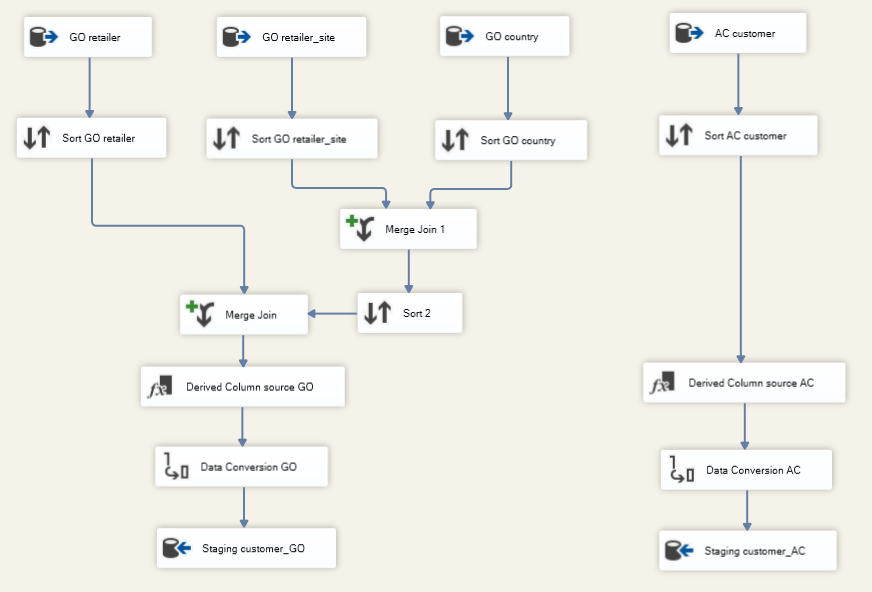 GO retailer
GO retailer_site
GO country
AC customer
Sort GO retailer
Sort GO retailer_site
Sort GO country
Sort AC customer
Merge Join 1
Merge Join
Sort 2
Derived Column source GO
Derived Column source AC
Data Conversion GO
Data Conversion AC
Staging customer_GO
Staging customer_AC